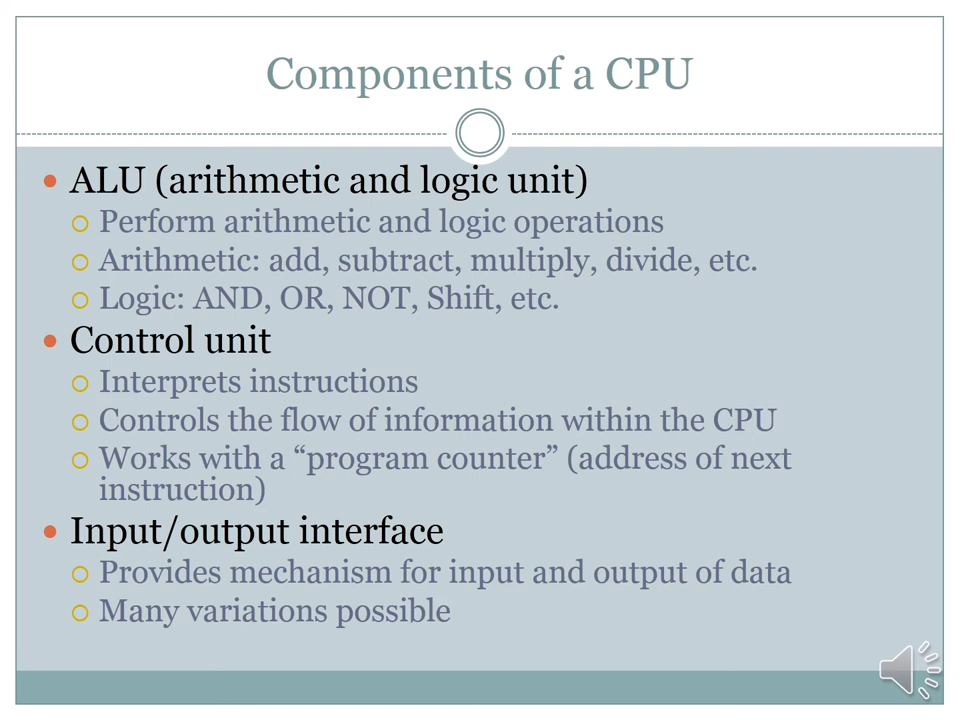 Components of a CPU
ALU (arithmetic and logic unit)
Perform arithmetic and logic operations
Arithmetic: add, subtract, multiply, divide, etc.
Logic: AND, OR, NOT, Shift, etc.
Control unit
Interprets instructions
Controls the flow of information within the CPU
Works with a “program counter” (address of next
instruction)
Input/output interface
Provides mechanism for input and output of data
Many variations possible